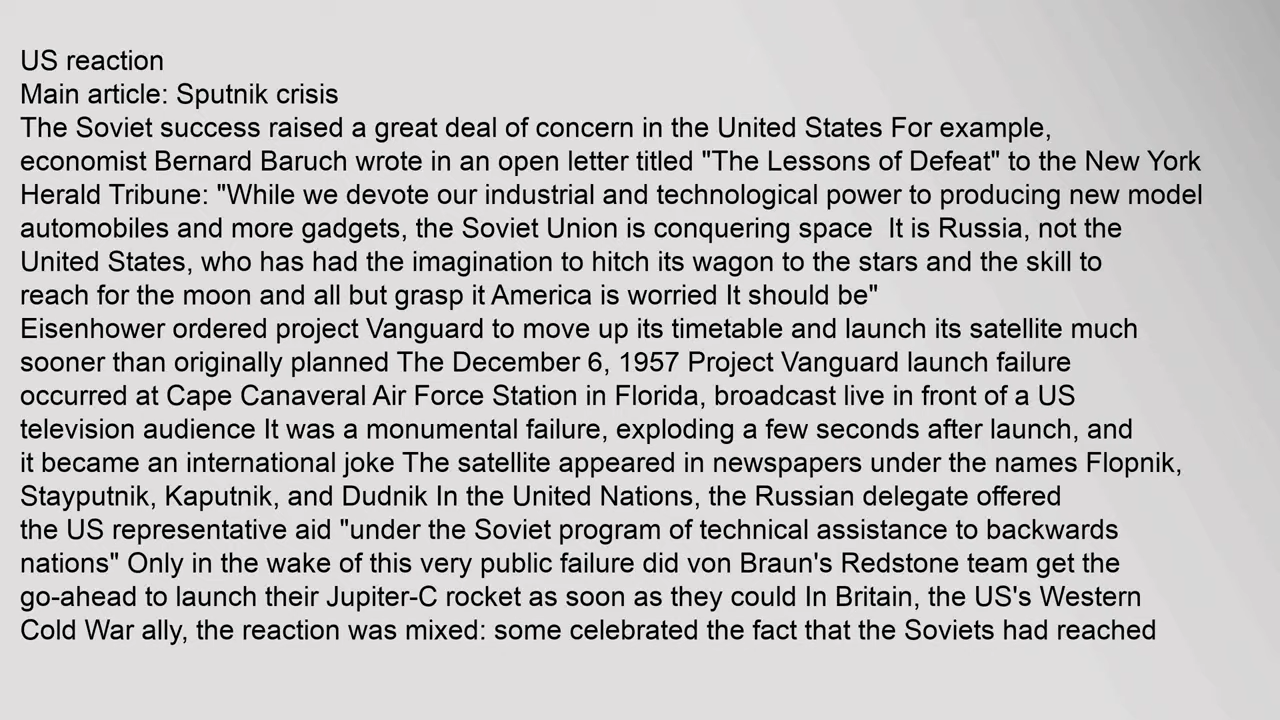 US reaction
Main article: Sputnik crisis
The Soviet success raised a great deal of concern in the United States For example,
economist Bernard Baruch wrote in an open letter titled "The Lessons of Defeat" to the New York
Herald Tribune: "While we devote our industrial and technological power to producing new model
automobiles and more gadgets, the Soviet Union is conquering space  It is Russia, not the
United States, who has had the imagination to hitch its wagon to the stars and the skill to
reach for the moon and all but grasp it America is worried It should be"
Eisenhower ordered project Vanguard to move up its timetable and launch its satellite much
sooner than originally planned The December 6, 1957 Project Vanguard launch failure
occurred at Cape Canaveral Air Force Station in Florida, broadcast live in front of a US
television audience It was a monumental failure, exploding a few seconds after launch, and
it became an international joke The satellite appeared in newspapers under the names Flopnik,
Stayputnik, Kaputnik, and Dudnik In the United Nations, the Russian delegate offered
the US representative aid "under the Soviet program of technical assistance to backwards
nations" Only in the wake of this very public failure did von Braun's Redstone team get the
go-ahead to launch their Jupiter-C rocket as soon as they could In Britain, the US's Western
Cold War ally, the reaction was mixed: some celebrated the fact that the Soviets had reached